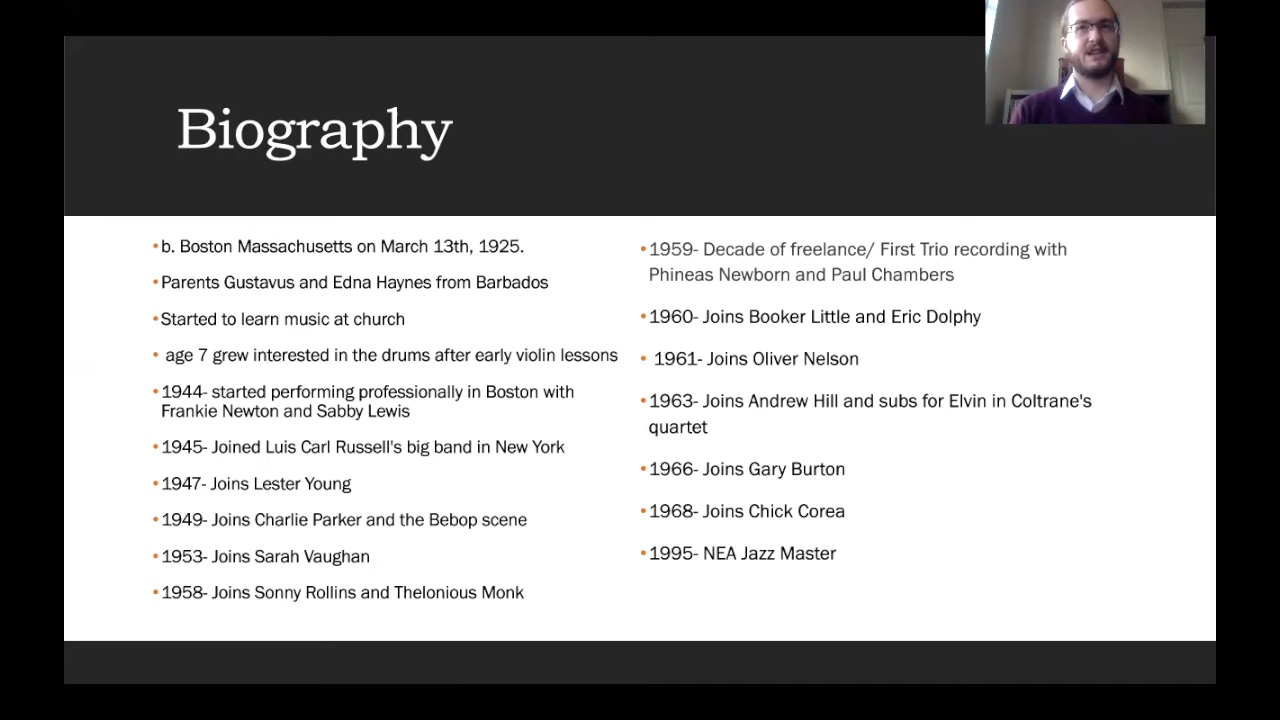 Biography
•b. Boston Massachusetts on March 13th, 1925.
•Parents Gustavus and Edna Haynes from Barbados
•Started to learn music at church
• age 7 grew interested in the drums after early violin lessons
•1944- started performing professionally in Boston with
Frankie Newton and Sabby Lewis
•1945- Joined Luis Carl Russell's big band in New York
•1947- Joins Lester Young
•1949- Joins Charlie Parker and the Bebop scene
•1953- Joins Sarah Vaughan
•1958- Joins Sonny Rollins and Thelonious Monk
•1959- Decade of freelance/ First Trio recording with
Phineas Newborn and Paul Chambers
•1960- Joins Booker Little and Eric Dolphy
• 1961- Joins Oliver Nelson
•1963- Joins Andrew Hill and subs for Elvin in Coltrane's
quartet
•1966- Joins Gary Burton
•1968- Joins Chick Corea
•1995- NEA Jazz Master